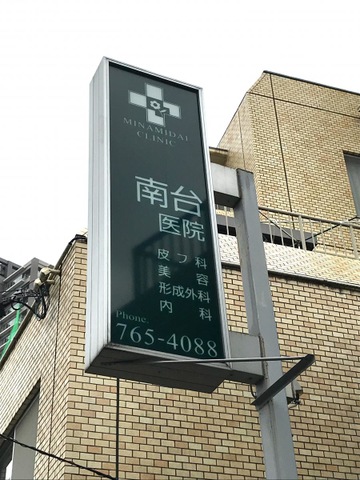 MINAMIDAI
CLINIC
南台
医院
皮フ科
美容
形成外科
内科
Phone.
765-4088